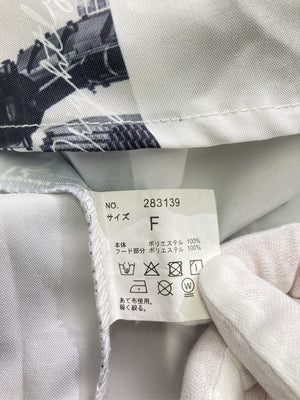 NO. 283139
サイズ F
本体 ポリエステル 100%
フード部分 ポリエステル 100%
あて布使用。
弱く絞る。